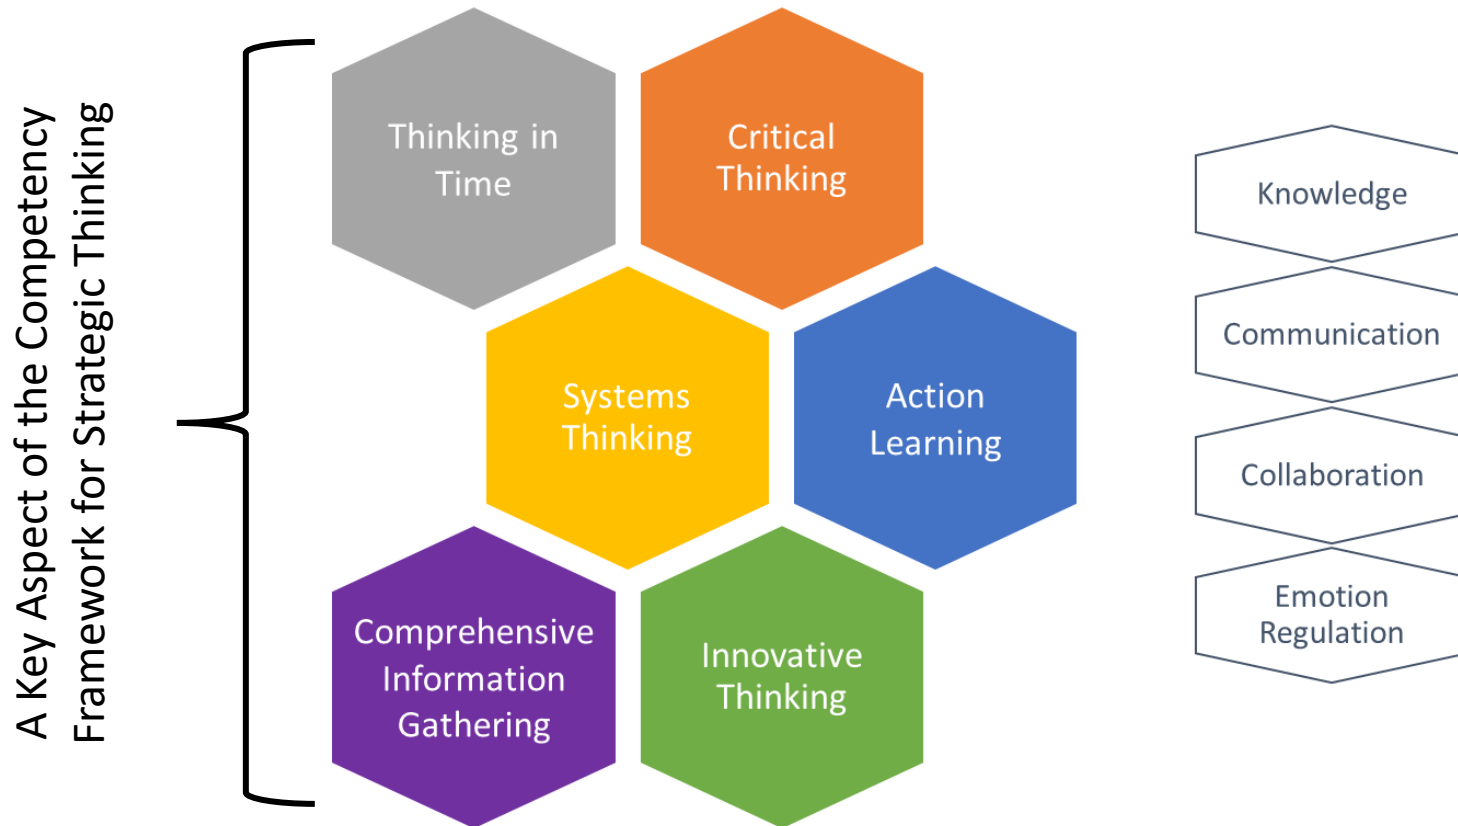 A Key Aspect of the Competency
Framework for Strategic Thinking
Thinking in
Time
Critical
Thinking
Systems
Thinking
Action
Learning
Comprehensive
Information
Gathering
Innovative
Thinking
Knowledge
Communication
Collaboration
Emotion
Regulation